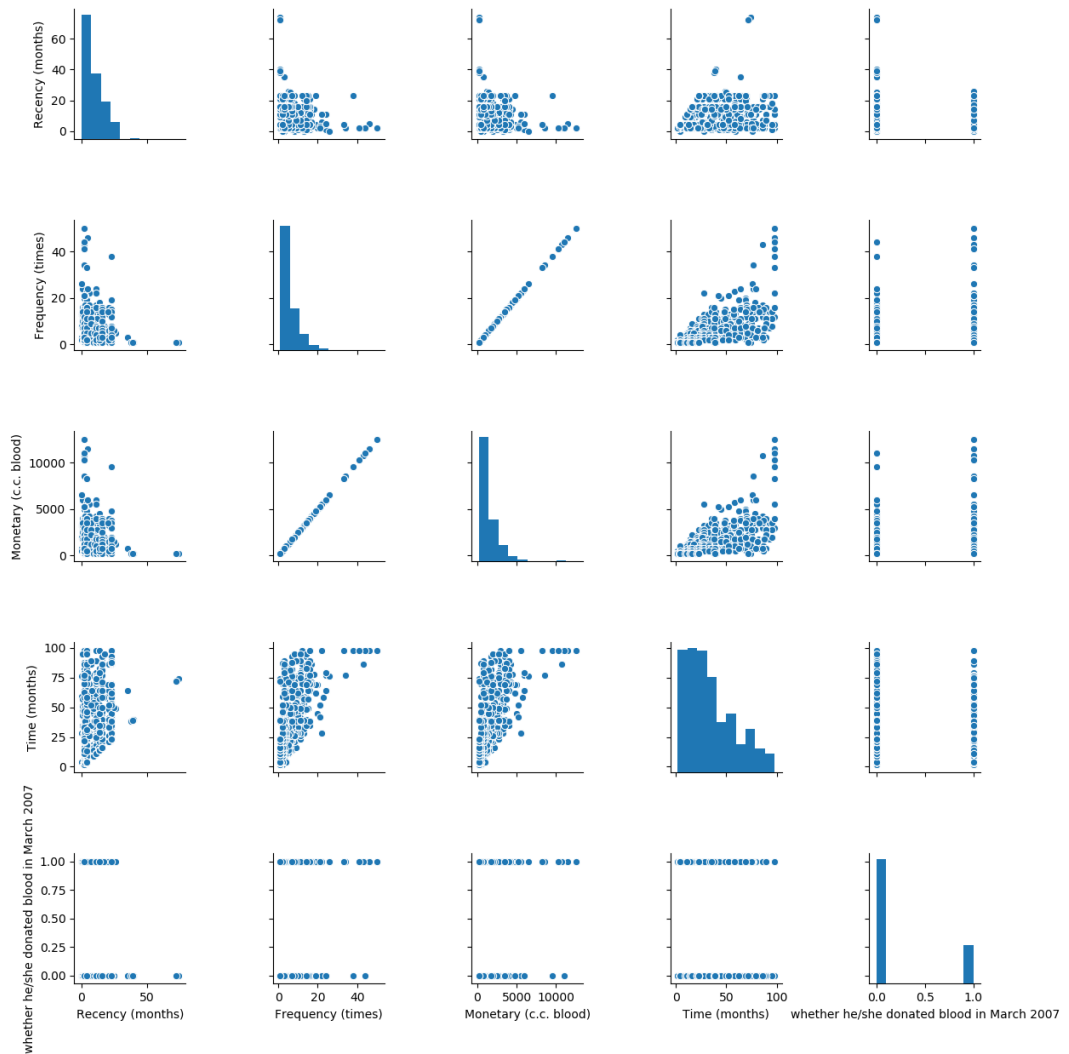 60
40
20
0
Recency (months)
40
20
0
Frequency (times)
10000
5000
0
Monetary (c.c. blood)
100
75
50
25
0
Time (months)
1.00
0.75
0.50
0.25
0.00
whether he/she donated blood in March 2007
0 50
Recency (months)
0 20 40
Frequency (times)
0 5000 10000
Monetary (c.c. blood)
0 50 100
Time (months)
0.0 0.5 1.0
whether he/she donated blood in March 2007